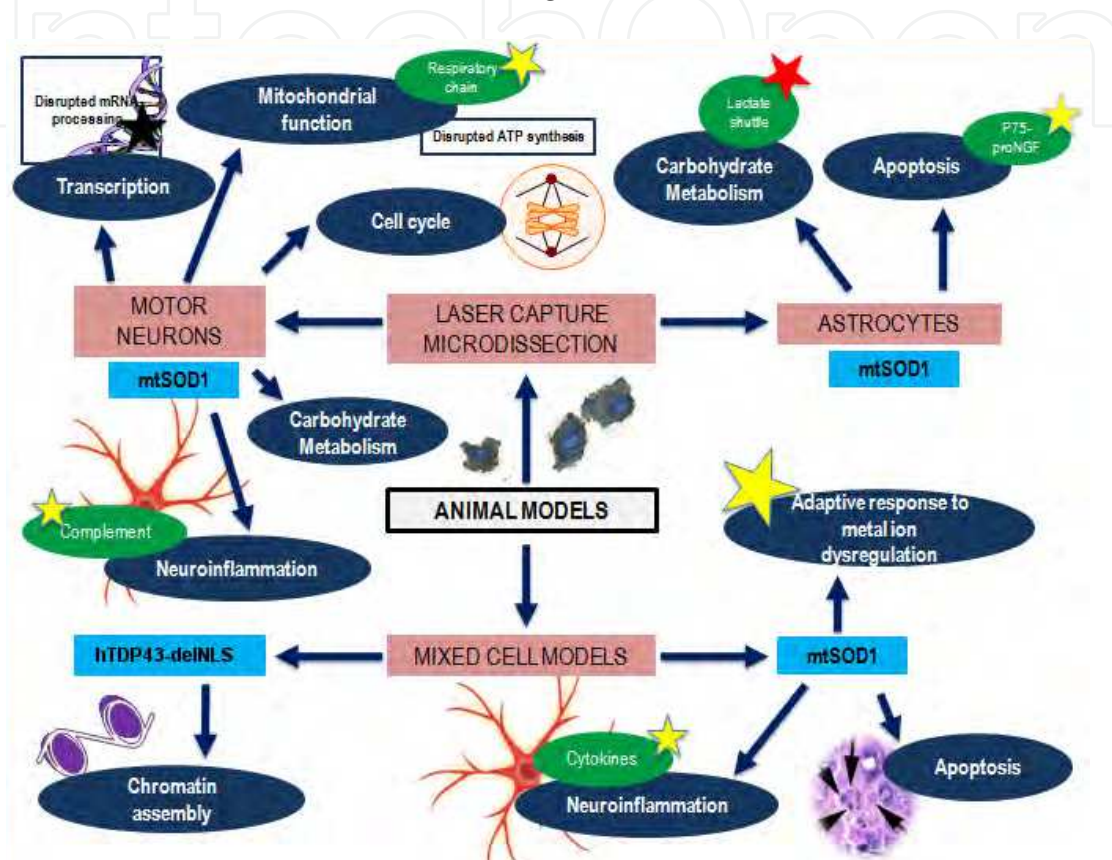 Disrupted mRNA
processing
Transcription
Mitochondrial
function
Respiratory
chain
Disrupted ATP synthesis
Cell cycle
Lactate
shuttle
Carbohydrate
Metabolism
Apoptosis
P75-
proNGF
MOTOR
NEURONS
mtSOD1
LASER CAPTURE
MICRODISSECTION
ASTROCYTES
mtSOD1
Carbohydrate
Metabolism
ANIMAL MODELS
Complement
Neuroinflammation
Adaptive response to
metal ion
dysregulation
hTDP43-delNLS
MIXED CELL MODELS
mtSOD1
Chromatin
assembly
Cytokines
Neuroinflammation
Apoptosis